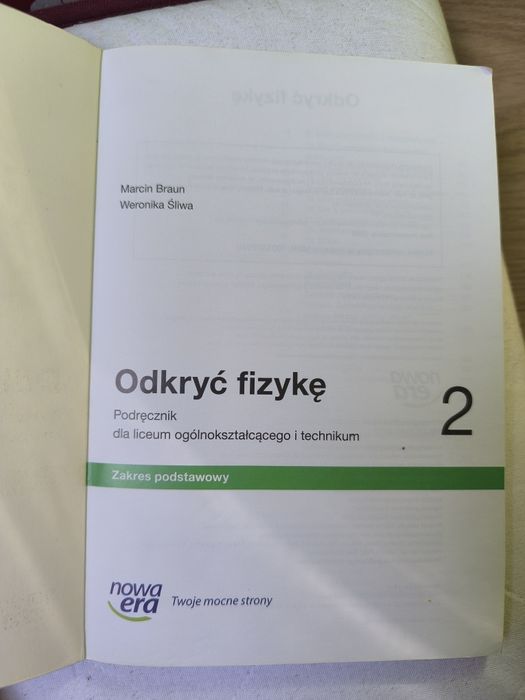 Marcin Braun
Weronika Śliwa
Odkryć fizykę
2
Podręcznik
dla liceum ogólnokształcącego i technikum
Zakres podstawowy
nowa
era
Twoje mocne strony